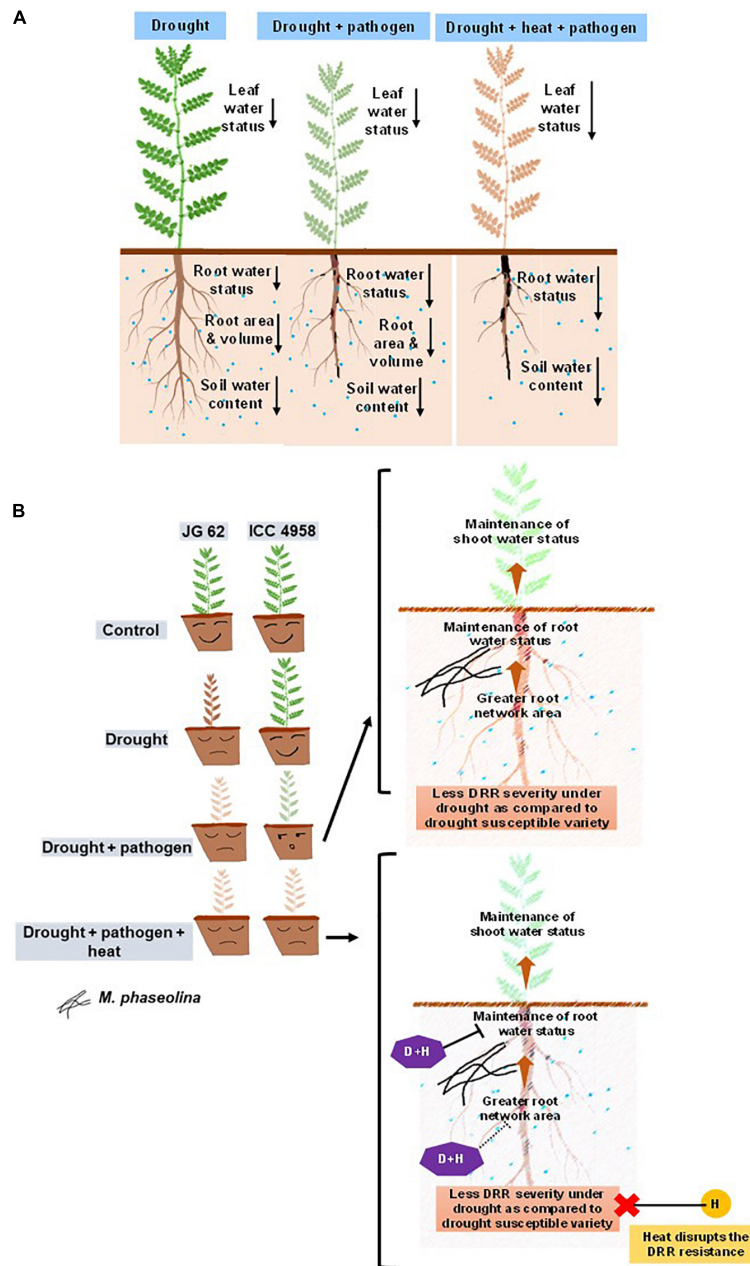 A
Drought
Drought + pathogen
Drought + heat + pathogen
Leaf
water
status
Leaf
water
status
Leaf
water
status
Root water
status
Root area
& volume
Soil water
content
Root water
status
Root
area &
volume
Soil water
content
Root water
status
Soil water
content
B
JG 62
ICC 4958
Control
Drought
Drought + pathogen
Drought + pathogen +
heat
M. phaseolina
Maintenance of
shoot water status
Maintenance of root
water status
Greater root
network area
Less DRR severity under
drought as compared to
drought susceptible variety
Maintenance of
shoot water status
Maintenance of root
water status
D+H
Greater root
network area
D+H
Less DRR severity under
drought as compared to
drought susceptible variety
H
Heat disrupts the
DRR resistance